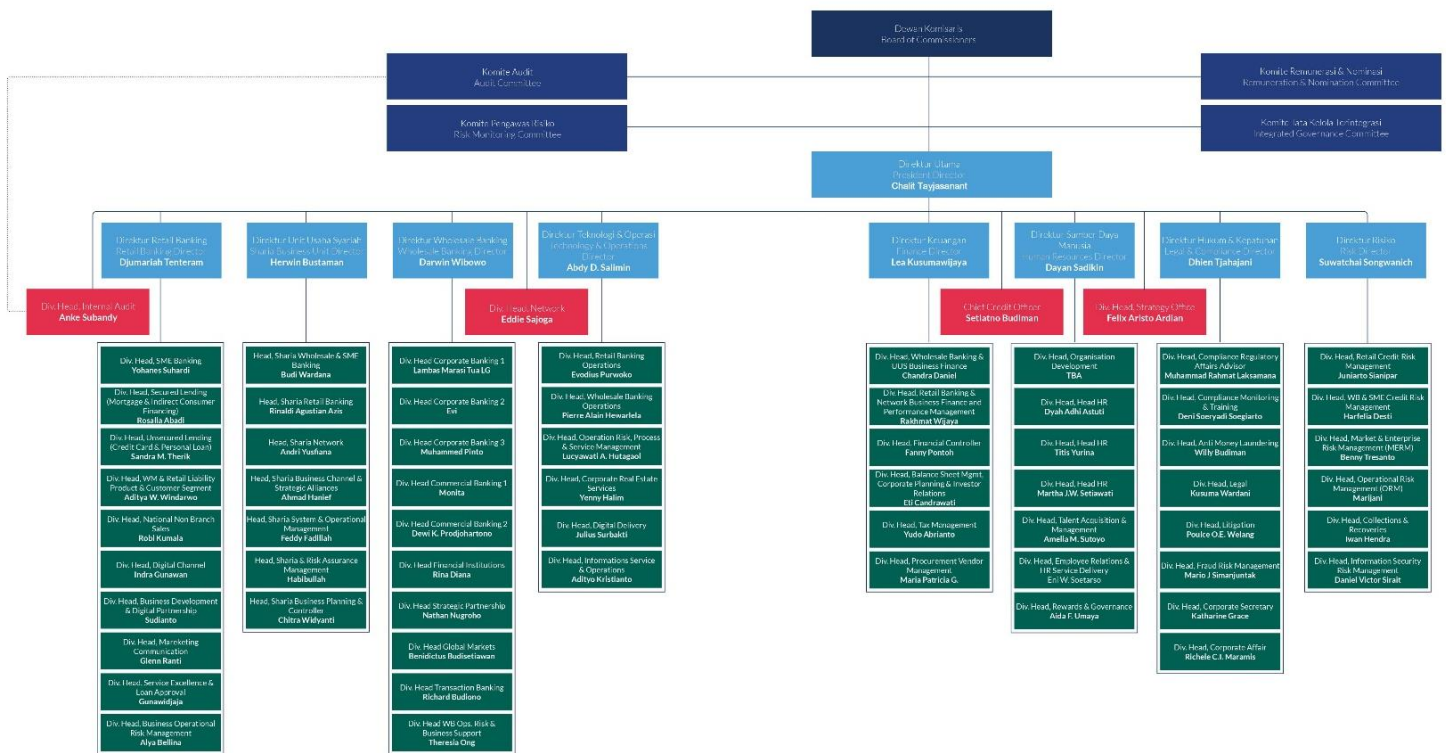 Dewan Komisaris
Board of Commissioners
Komite Audit
Audit Committee
Komite Remunerasi & Nominasi
Remuneration & Nomination Committee
Komite Pengawas Risiko
Risk Monitoring Committee
Komite Tata Kelola Terintegrasi
Integrated Governance Committee
Direktur Utama
President Director
Chalit Tayjasanant
Direktur Retail Banking
Retail Banking Director
Djumariah Tenteram
Direktur Unit Usaha Syariah
Sharia Business Unit Director
Herwin Bustaman
Direktur Wholesale Banking
Wholesale Banking Director
Darwin Wibowo
Direktur Teknologi & Operasi
Technology & Operations
Director
Abdy D. Salimin
Direktur Keuangan
Finance Director
Lea Kusumawijaya
Direktur Sumber Daya
Manusia
Human Resources Director
Dayan Sadikin
Direktur Hukum & Kepatuhan
Legal & Compliance Director
Dhien Tjahajani
Direktur Risiko
Risk Director
Suwatchai Songwanich
Div. Head, Internal Audit
Anke Subandy
Div. Head, Network
Eddie Sajoga
Chief Credit Officer
Setiatno Budiman
Div. Head, Strategy Office
Felix Aristo Ardian
Div. Head, SME Banking
Yohanes Suhardi
Div. Head, Secured Lending
(Mortgage & Indirect Consumer
Financing)
Rosalia Abadi
Div. Head, Unsecured Lending
(Credit Card & Personal Loan)
Sandra M. Therik
Div. Head, WM & Retail Liability
Product & Customer Segment
Aditya W. Windarwo
Div. Head, National Non Branch
Sales
Robi Kumala
Div. Head, Digital Channel
Indra Gunawan
Div. Head, Business Development
& Digital Partnership
Sudianto
Div. Head, Mareketing
Communication
Glenn Ranti
Div. Head, Service Excellence &
Loan Approval
Gunawidjaja
Div. Head, Business Operational
Risk Management
Alya Bellina
Head, Sharia Wholesale & SME
Banking
Budi Wardana
Head, Sharia Retail Banking
Rinaldi Agustian Azis
Head, Sharia Network
Andri Yusfiana
Head, Sharia Business Channel &
Strategic Alliances
Ahmad Hanief
Head, Sharia System & Operational
Management
Feddy Fadillah
Head, Sharia & Risk Assurance
Management
Habibullah
Head, Sharia Business Planning &
Controller
Chitra Widyanti
Div. Head Corporate Banking 1
Lambas Marasi Tua LG
Div. Head Corporate Banking 2
Evi
Div. Head Corporate Banking 3
Muhammed Pinto
Div. Head Commercial Banking 1
Monita
Div. Head Commercial Banking 2
Dewi K. Prodjohartono
Div. Head Financial Institutions
Rina Diana
Div. Head Strategic Partnership
Nathan Nugroho
Div. Head Global Markets
Benidictus Budisetiawan
Div. Head Transaction Banking
Richard Budiono
Div. Head WB Ops. Risk &
Business Support
Theresia Ong
Div. Head, Retail Banking
Operations
Evodius Purwoko
Div. Head, Wholesale Banking
Operations
Pierre Alain Hewarlela
Div. Head, Operation Risk, Process
& Service Management
Lucyawati A. Hutagaol
Div. Head, Corporate Real Estate
Services
Yenny Halim
Div. Head, Digital Delivery
Julius Surbakti
Div. Head, Informations Service
& Operations
Adityo Kristianto
Div. Head, Wholesale Banking &
UUS Business Finance
Chandra Daniel
Div. Head, Retail Banking &
Network Business Finance and
Performance Management
Rakhmat Wijaya
Div. Head, Financial Controller
Fanny Pontoh
Div. Head, Balance Sheet Mgmt,
Corporate Planning & Investor
Relations
Eli Candrawati
Div. Head, Tax Management
Yudo Abrianto
Div. Head, Procurement Vendor
Management
Maria Patricia G.
Div. Head, Organisation
Development
TBA
Div. Head, Head HR
Dyah Adhi Astuti
Div. Head, Head HR
Titis Yurina
Div. Head, Head HR
Martha J.W. Setiawati
Div. Head, Talent Acquisition &
Management
Amelia M. Sutoyo
Div. Head, Employee Relations &
HR Service Delivery
Eni W. Soetarso
Div. Head, Rewards & Governance
Aida F. Umaya
Div. Head, Compliance Regulatory
Affairs Advisor
Muhammad Rahmat Laksamana
Div. Head, Compliance Monitoring
& Training
Deni Soeryadi Soegiarto
Div. Head, Anti Money Laundering
Willy Budiman
Div. Head, Legal
Kusuma Wardani
Div. Head, Litigation
Poulce O.E. Welang
Div. Head, Fraud Risk Management
Mario J Simanjuntak
Div. Head, Corporate Secretary
Katharine Grace
Div. Head, Corporate Affair
Richele C.I. Maramis
Div. Head, Retail Credit Risk
Management
Juniarto Sianipar
Div. Head, WB & SME Credit Risk
Management
Harfelia Desti
Div. Head, Market & Enterprise
Risk Management (MERM)
Benny Tresanto
Div. Head, Operational Risk
Management (ORM)
Marijani
Div. Head, Collections &
Recoveries
Iwan Hendra
Div. Head, Information Security
Risk Management
Daniel Victor Sirait